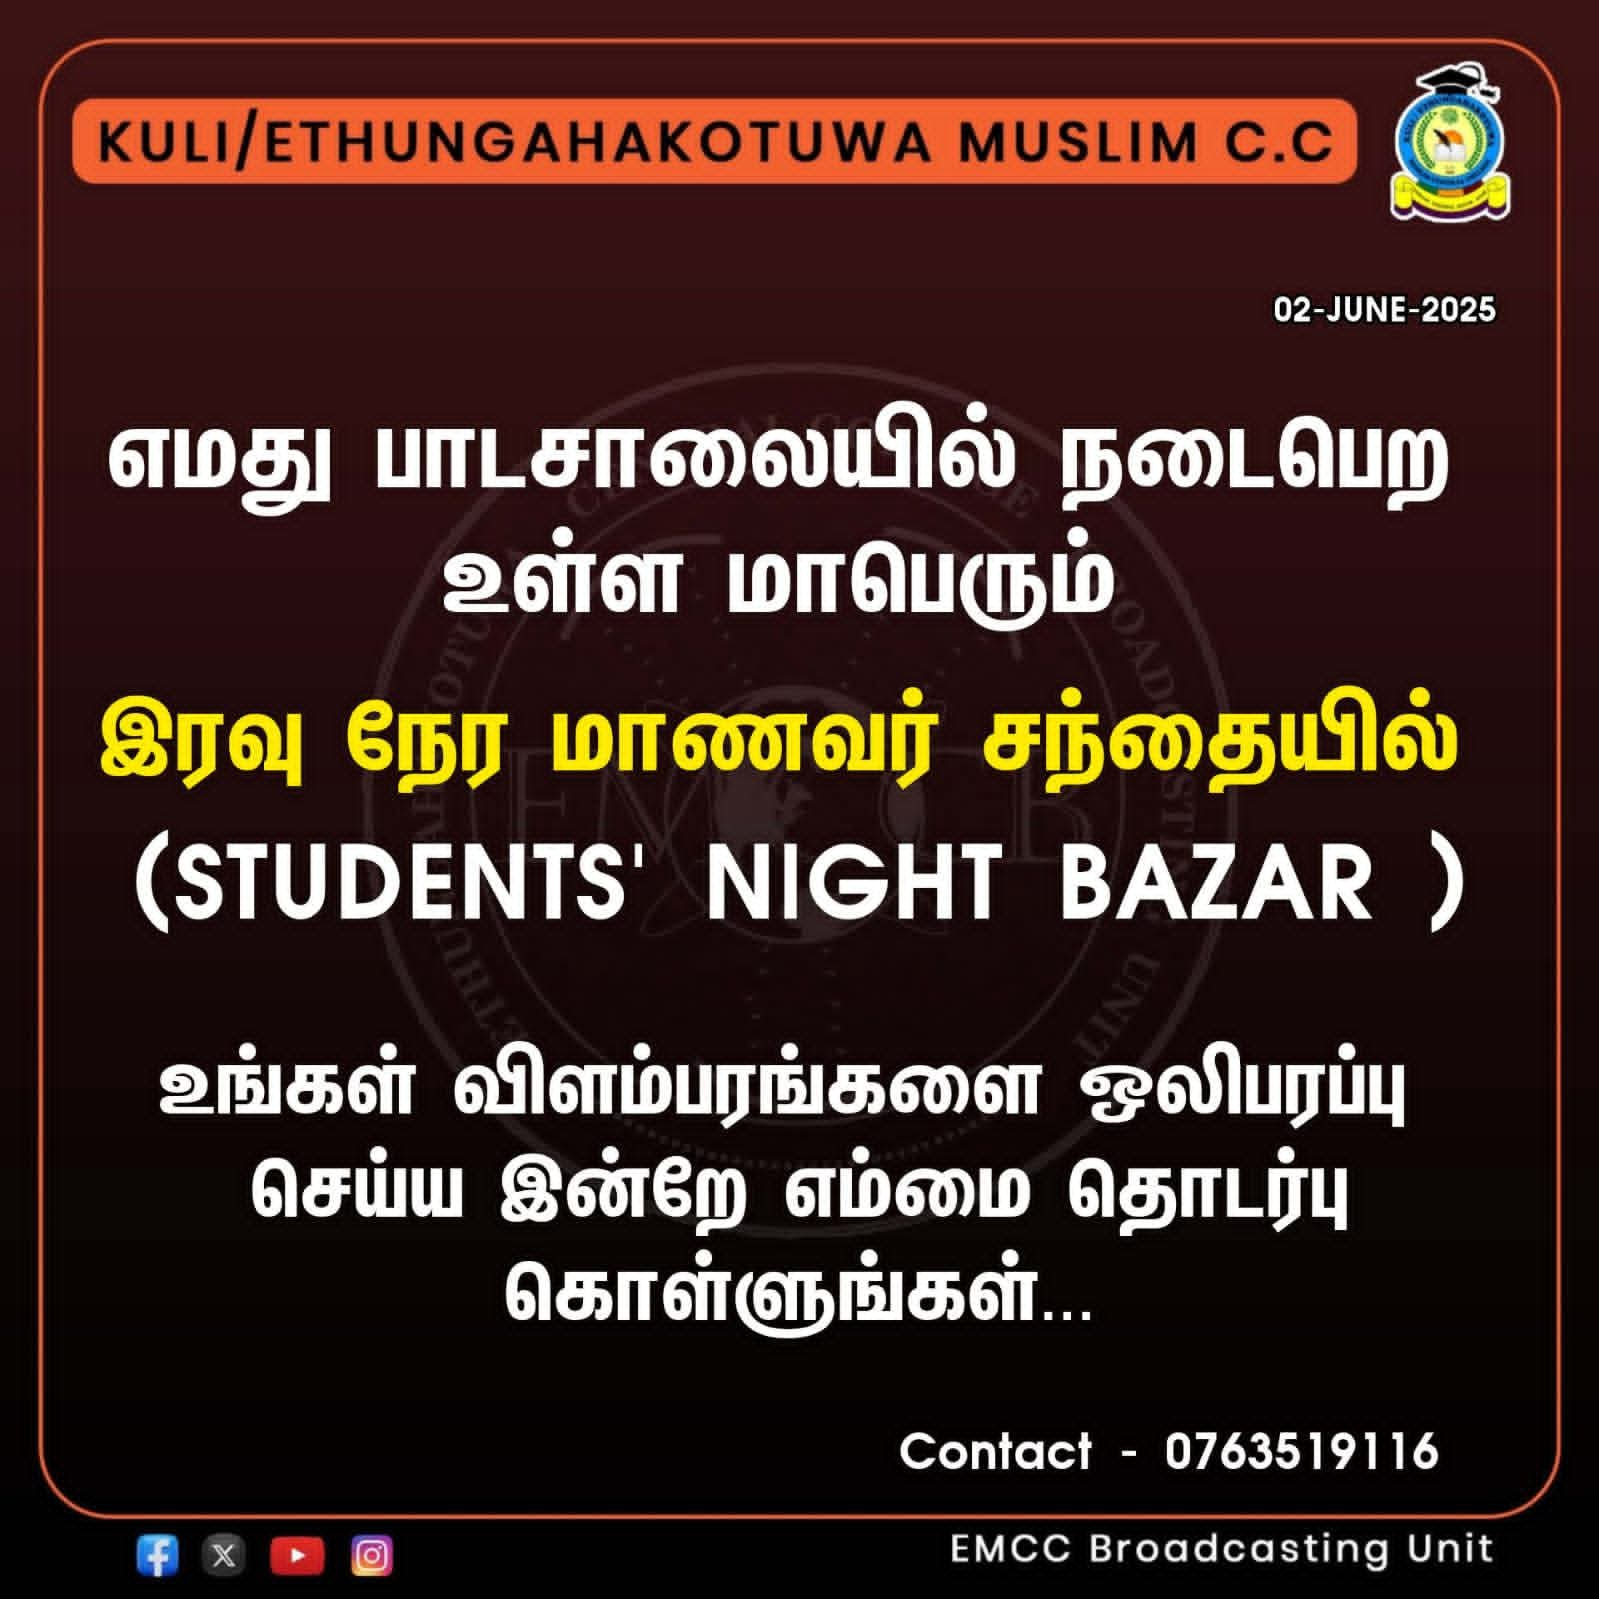 KULI/ETHUNGAHAKOTUWA MUSLIM C.C
02-JUNE-2025
எமது பாடசாலையில் நடைபெற
உள்ள மாபெரும்
இரவு நேர மாணவர் சந்தையில்
(STUDENTS' NIGHT BAZAR )
உங்கள் விளம்பரங்களை ஒலிபரப்பு
செய்ய இன்றே எம்மை தொடர்பு
கொள்ளுங்கள்...
Contact - 0763519116
EMCC Broadcasting Unit